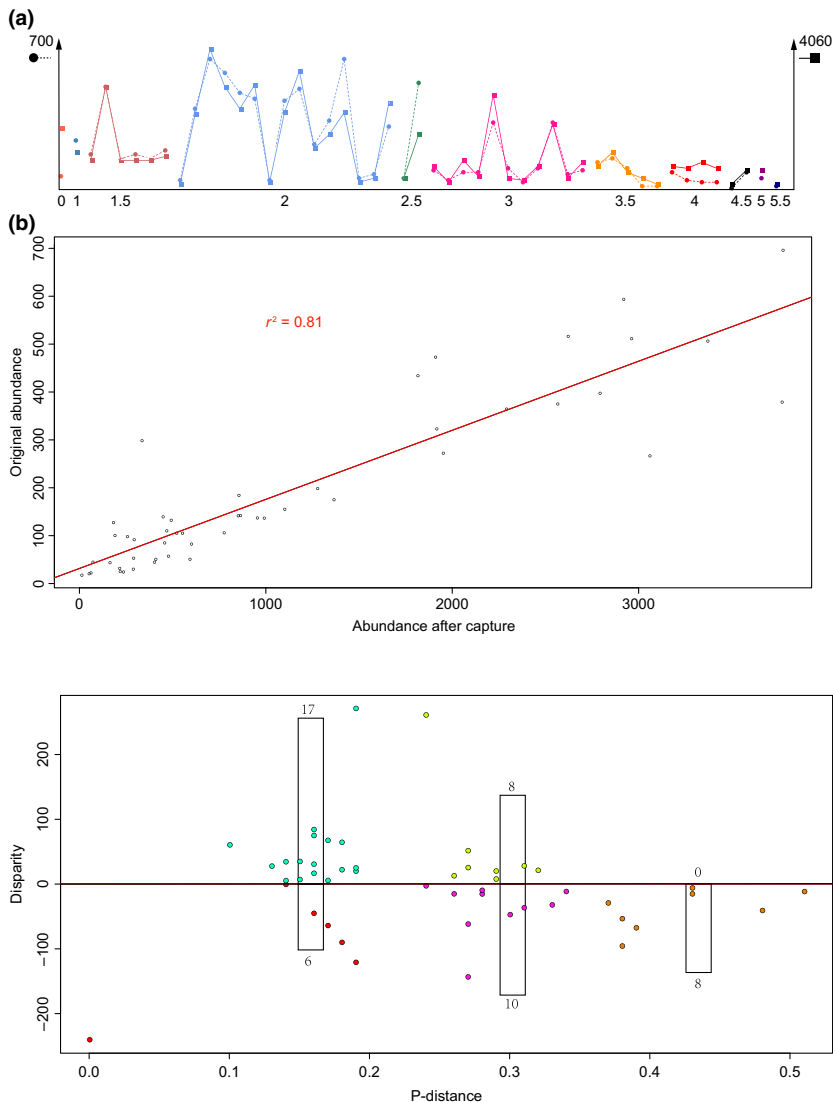 (a)
700 4060
0 1 1.5 2 2.5 3 3.5 4 4.5 5 5.5
(b)
700
600
500
400
300
200
100
0
Original abundance
r² = 0.81
0 1000 2000 3000
Abundance after capture
200
100
0
−100
−200
Disparity
17
8
0
6
10
8
0.0 0.1 0.2 0.3 0.4 0.5
P-distance